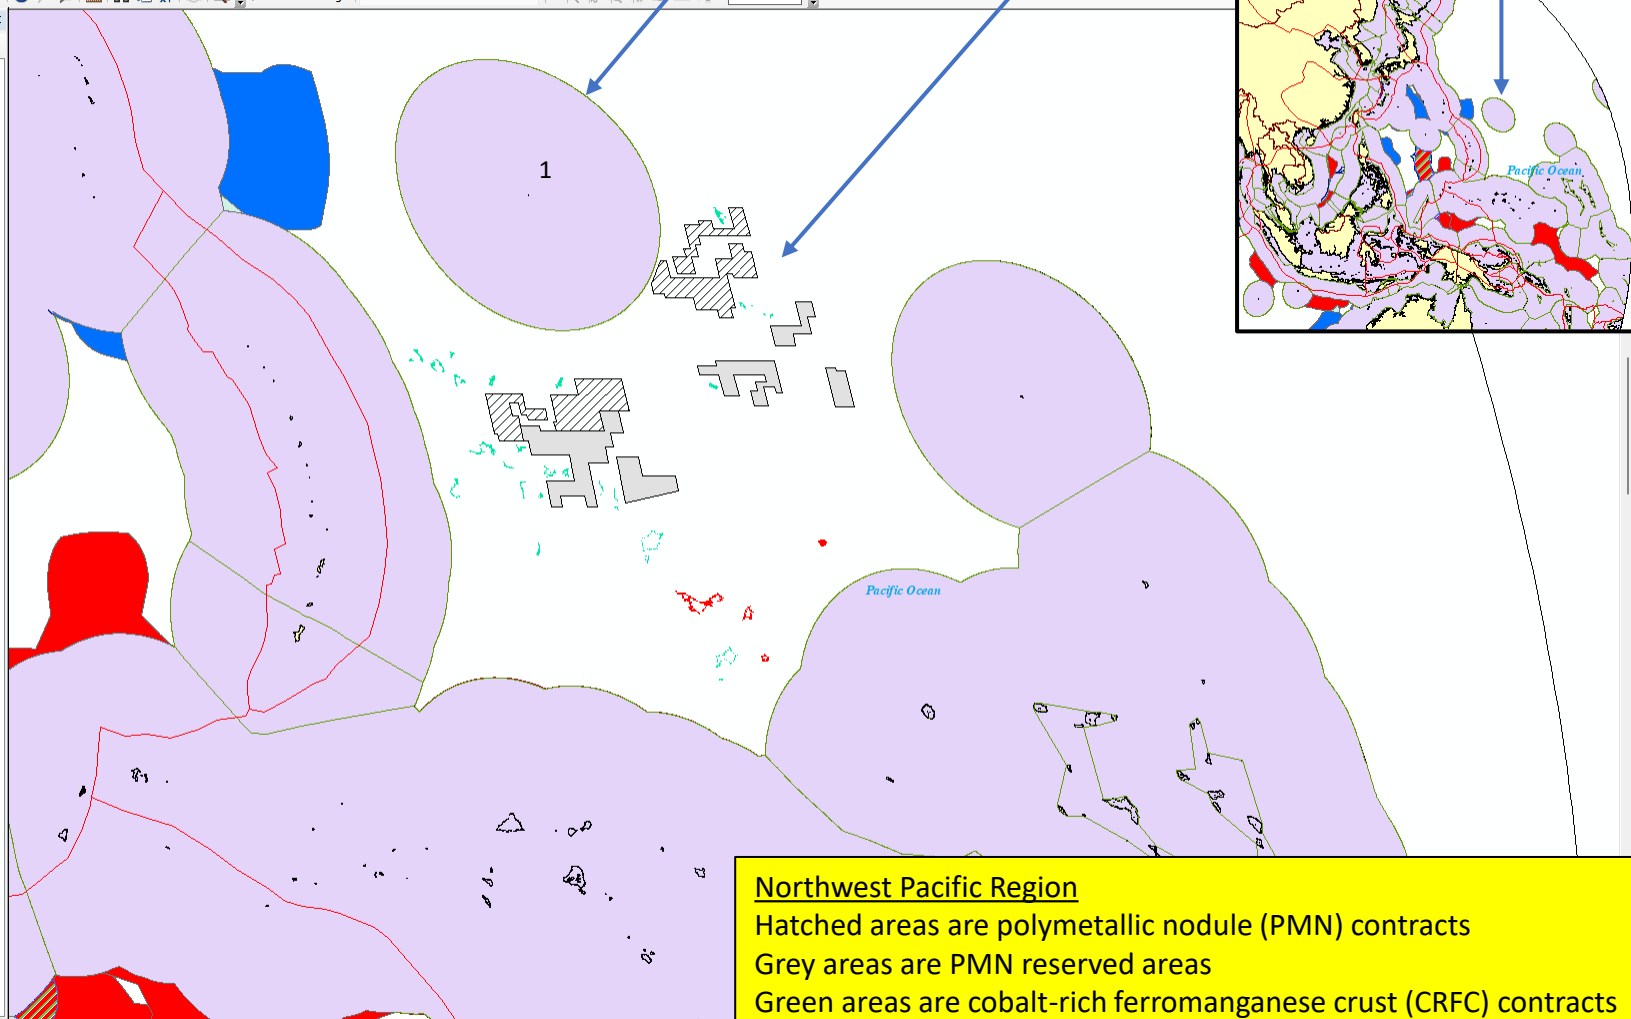 1
Pacific Ocean
Pacific Ocean
Northwest Pacific Region
Hatched areas are polymetallic nodule (PMN) contracts
Grey areas are PMN reserved areas
Green areas are cobalt-rich ferromanganese crust (CRFC) contracts